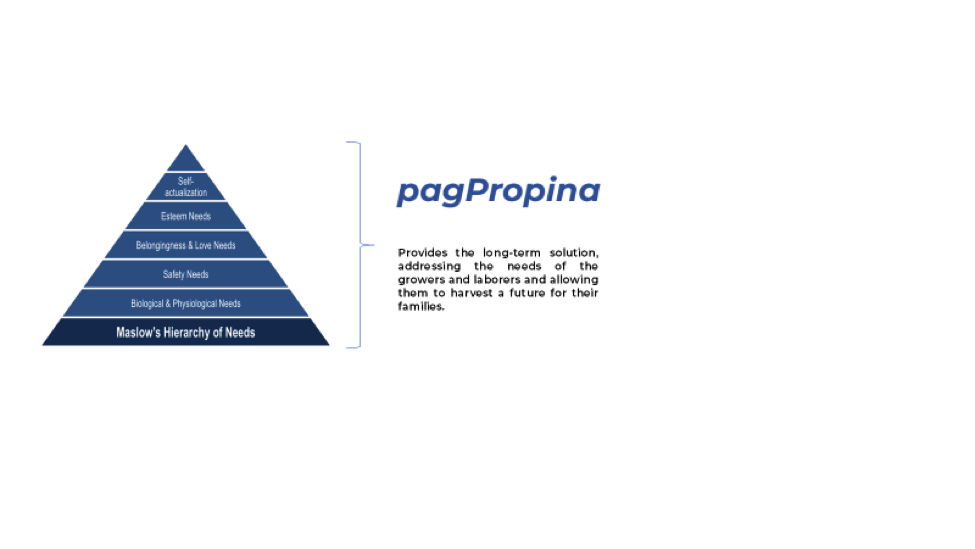 Self-
actualization
Esteem Needs
Belongingness & Love Needs
Safety Needs
Biological & Physiological Needs
Maslow's Hierarchy of Needs
pagPropina
Provides the long-term solution,
addressing the needs of the
growers and laborers and allowing
them to harvest a future for their
families.